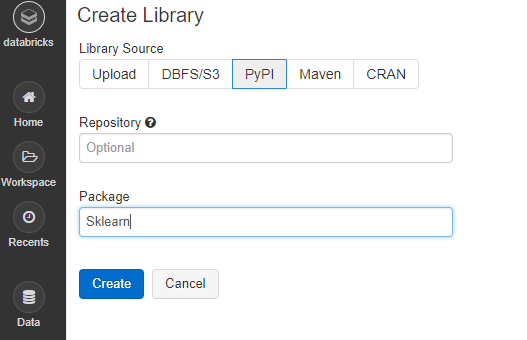 databricks
Home
Workspace
Recents
Data
Create Library
Library Source
Upload DBFS/S3 PyPI Maven CRAN
Repository ?
Optional
Package
Sklearn
Create Cancel